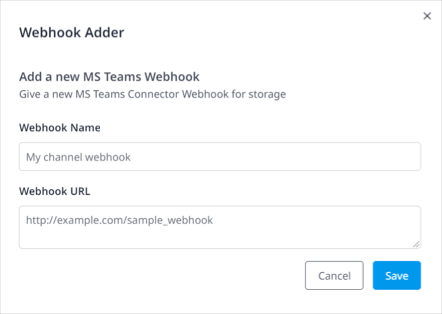 Webhook Adder
Add a new MS Teams Webhook
Give a new MS Teams Connector Webhook for storage
Webhook Name
My channel webhook
Webhook URL
http://example.com/sample_webhook
Cancel
Save